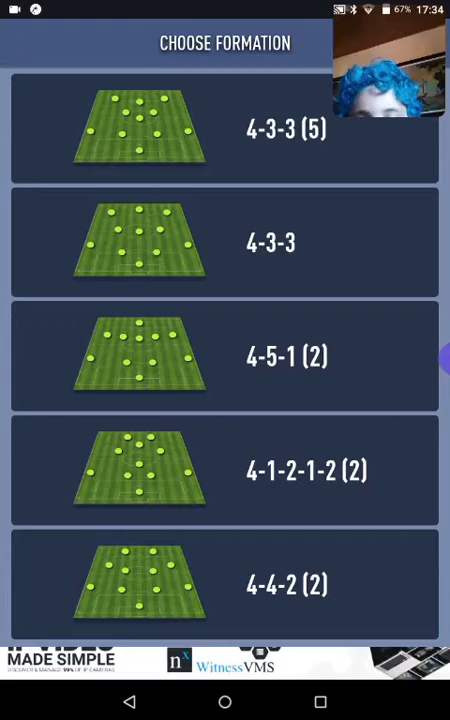 67% 17:34
CHOOSE FORMATION
4-3-3 (5)
4-3-3
4-5-1 (2)
4-1-2-1-2 (2)
4-4-2 (2)
MADE SIMPLE
nx WitnessVMS